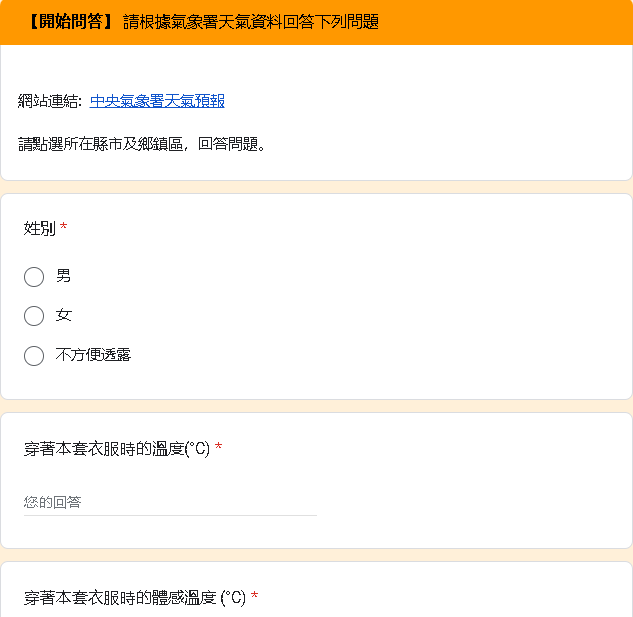 【開始問答】 請根據氣象署天氣資料回答下列問題
網站連結: 中央氣象署天氣預報
請點選所在縣市及鄉鎮區，回答問題。
姓別 *
男
女
不方便透露
穿著本套衣服時的溫度(°C) *
您的回答
穿著本套衣服時的體感溫度 (°C) *